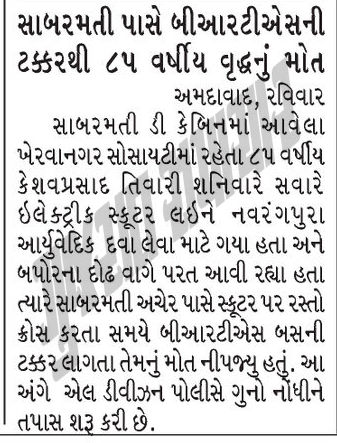 સાબરમતી પાસે બીઆરટીએસની
ટક્કરથી ૮૫ વર્ષીય વૃદ્ધનું મોત
અમદાવાદ, રવિવાર
સાબરમતી ડી કેબિનમાં આવેલા
ખેરવાનગર સોસાયટીમાં રહેતા ૮૫ વર્ષીય
કેશવપ્રસાદ તિવારી શનિવારે સવારે
ઇલેક્ટ્રીક સ્કૂટર લઇને નવરંગપુરા
આર્યુવેદિક દવા લેવા માટે ગયા હતા અને
બપોરના દોઢ વાગે પરત આવી રહ્યા હતા
ત્યારે સાબરમતી અચેર પાસે સ્કૂટર પર રસ્તો
ક્રોસ કરતા સમયે બીઆરટીએસ બસની
ટક્કર લાગતા તેમનું મોત નીપજ્યુ હતું. આ
અંગે એલ ડીવીઝન પોલીસે ગુનો નોંધીને
તપાસ શરૂ કરી છે.